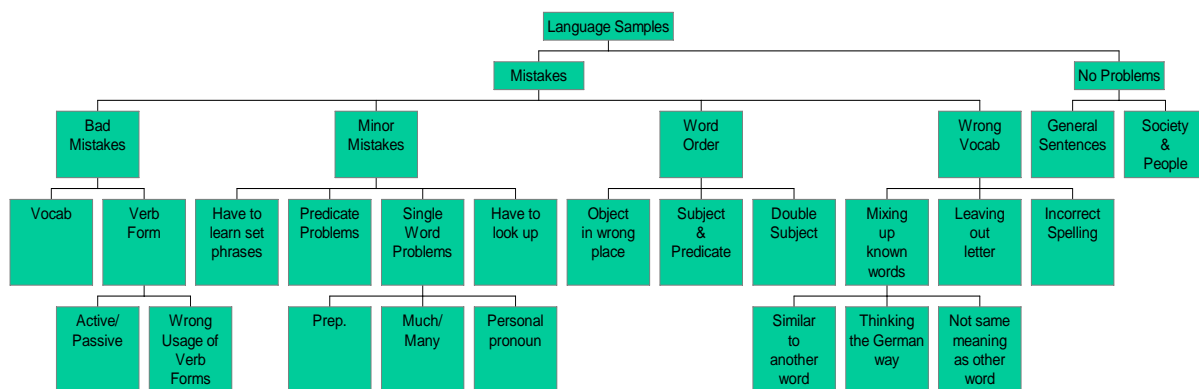 Language Samples
Mistakes
No Problems
Bad
Mistakes
Minor
Mistakes
Word
Order
Wrong
Vocab
General
Sentences
Society
&
People
Vocab
Verb
Form
Have to
learn set
phrases
Predicate
Problems
Single
Word
Problems
Have to
look up
Object
in wrong
place
Subject
&
Predicate
Double
Subject
Mixing
up
known
words
Leaving
out
letter
Incorrect
Spelling
Active/
Passive
Wrong
Usage of
Verb
Forms
Prep.
Much/
Many
Personal
pronoun
Similar
to
another
word
Thinking
the German
way
Not same
meaning
as other
word